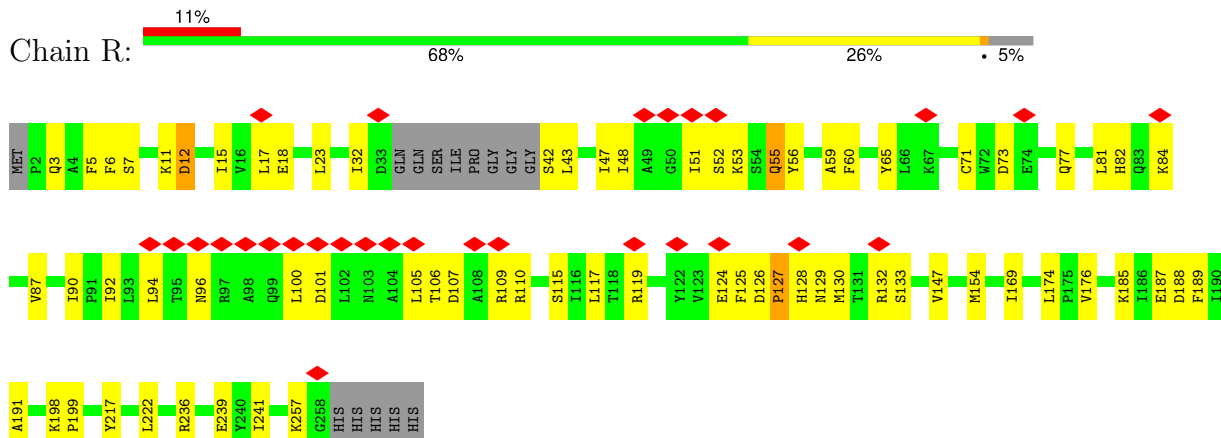 11%
Chain R:
68% 26% • 5%
MET P2 Q3 A4 F5 F6 S7 K11 D12 I15 V16 L17 E18 L23 I32 D33 GLN GLN SER ILE PRO GLY GLY GLY S42 L43 I47 I48 A49 G50 I51 S52 K53 S54 Q55 Y56 A59 F60 Y65 L66 K67 C71 W72 D73 E74 Q77 L81 H82 Q83 K84
V87 I90 P91 I92 L93 L94 T95 N96 R97 A98 Q99 L100 D101 L102 N103 A104 L105 T106 D107 A108 R109 R110 S115 I116 L117 T118 R119 Y122 V123 E124 F125 D126 P127 H128 N129 M130 T131 R132 S133 V147 M154 I169 L174 P175 V176 K185 I186 E187 D188 F189 I190
A191 K198 P199 Y217 L222 R236 E239 Y240 I241 K257 G258 HIS HIS HIS HIS HIS HIS